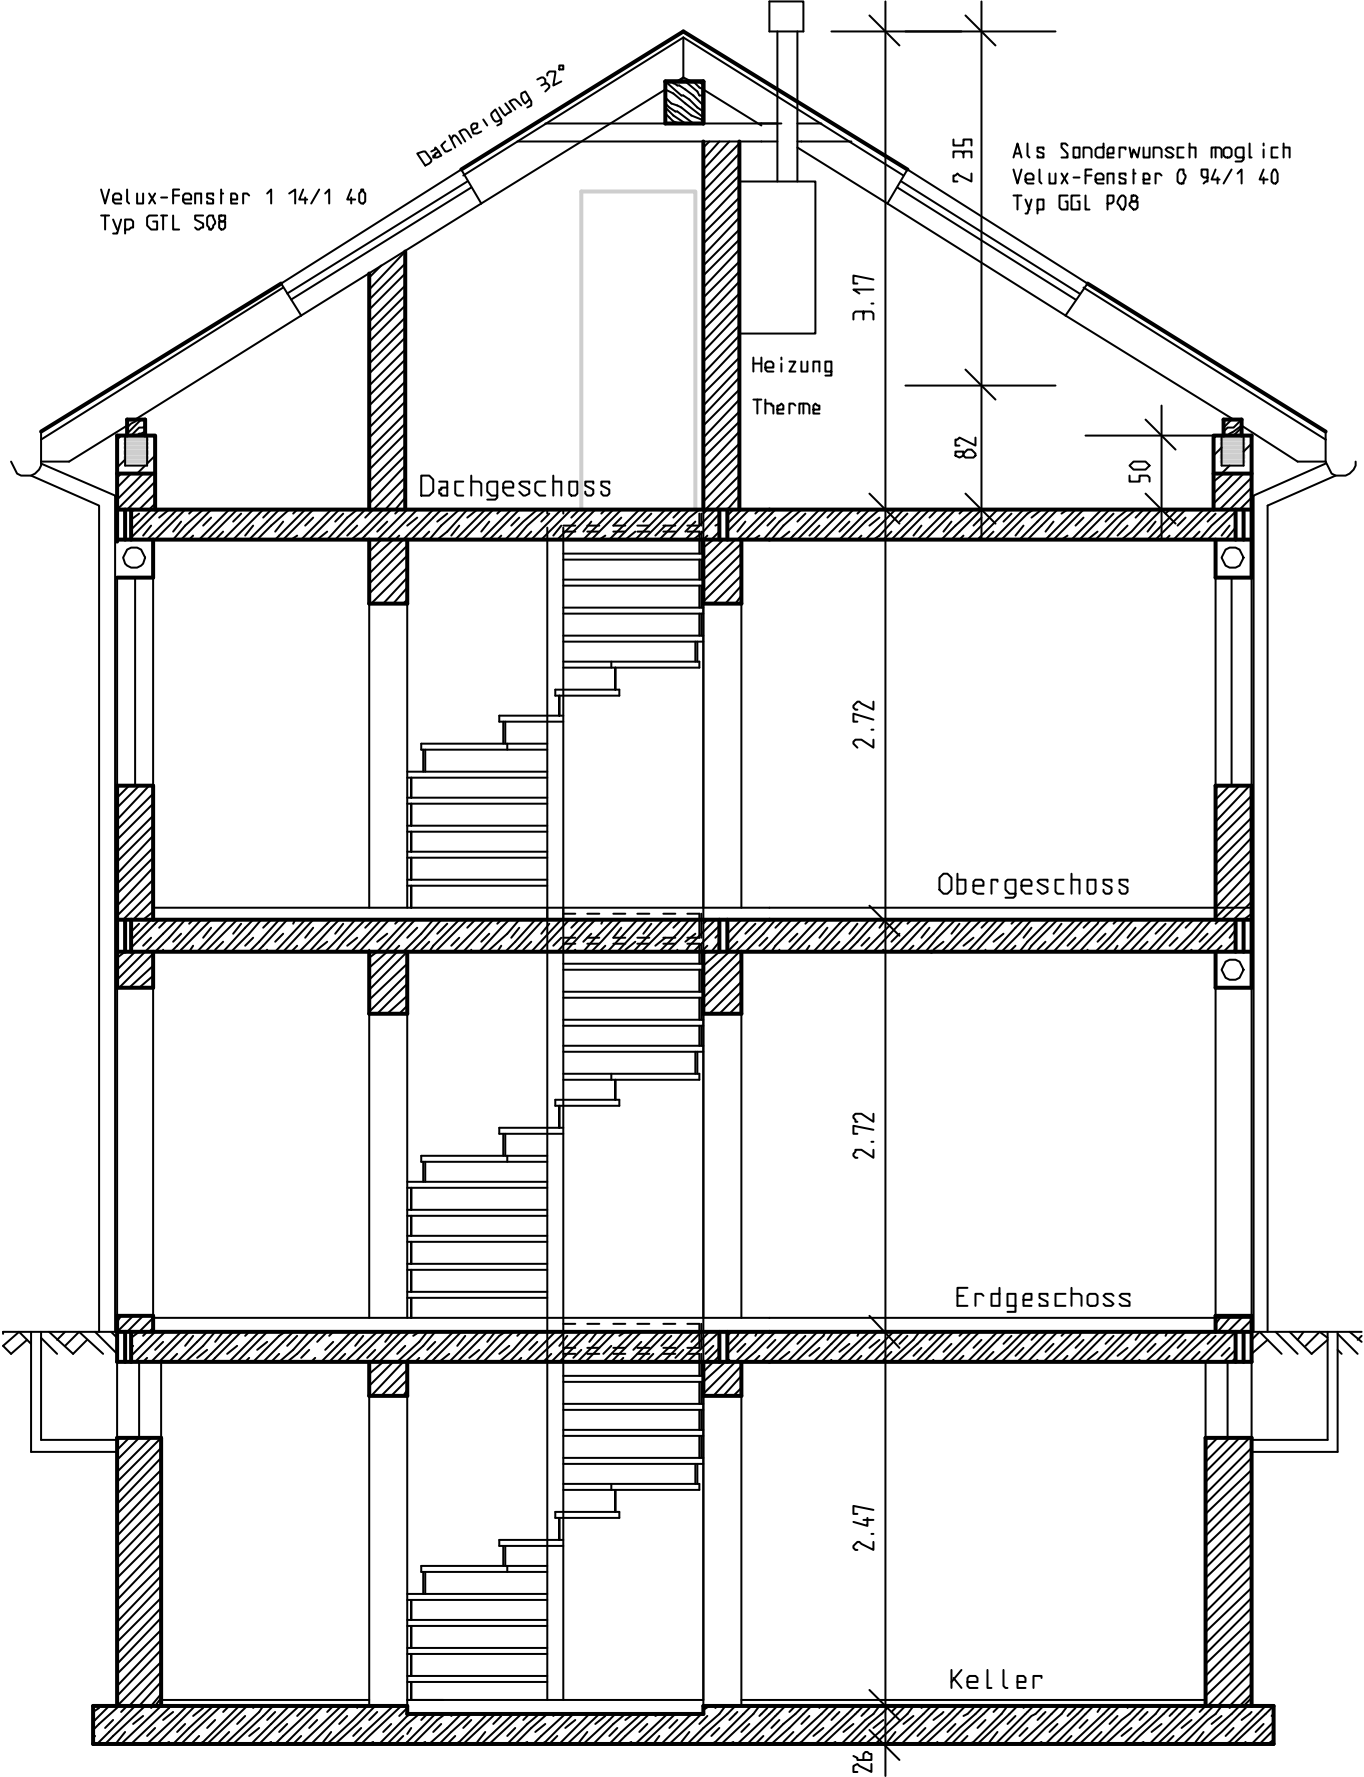 Dachneigung 32°
Velux-Fenster 1 14/1 40
Typ GTL S08
Als Sonderwunsch moglich
Velux-Fenster 0 94/1 40
Typ GGL P08
2 35
3.17
Heizung
Therme
82
50
Dachgeschoss
2.72
Obergeschoss
2.72
Erdgeschoss
2.47
Keller
26